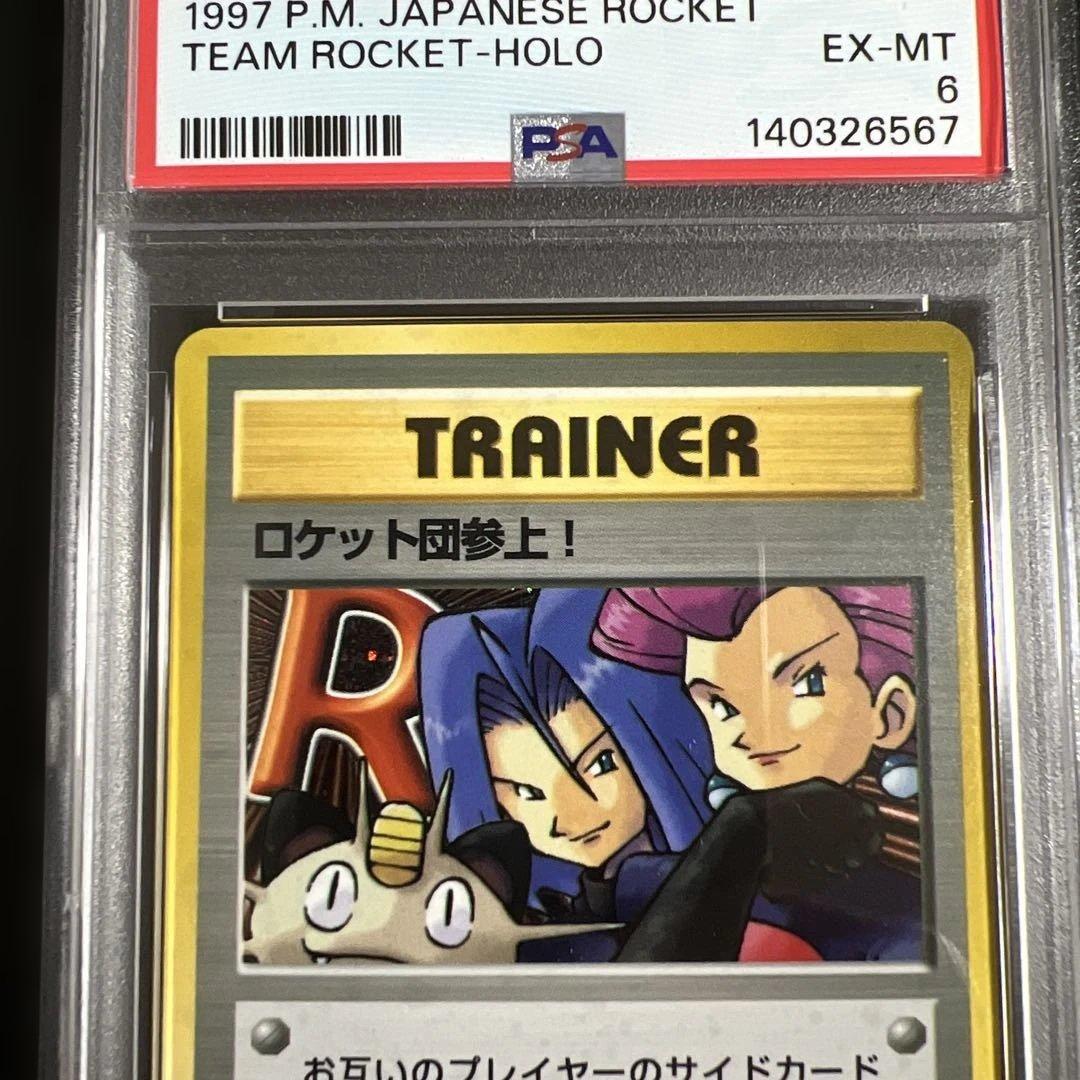 1997 P.M. JAPANESE ROCKET
TEAM ROCKET-HOLO
EX-MT
6
PSA
140326567
TRAINER
ロケット団参上！
R
お互いのプレイヤーのサイドカード